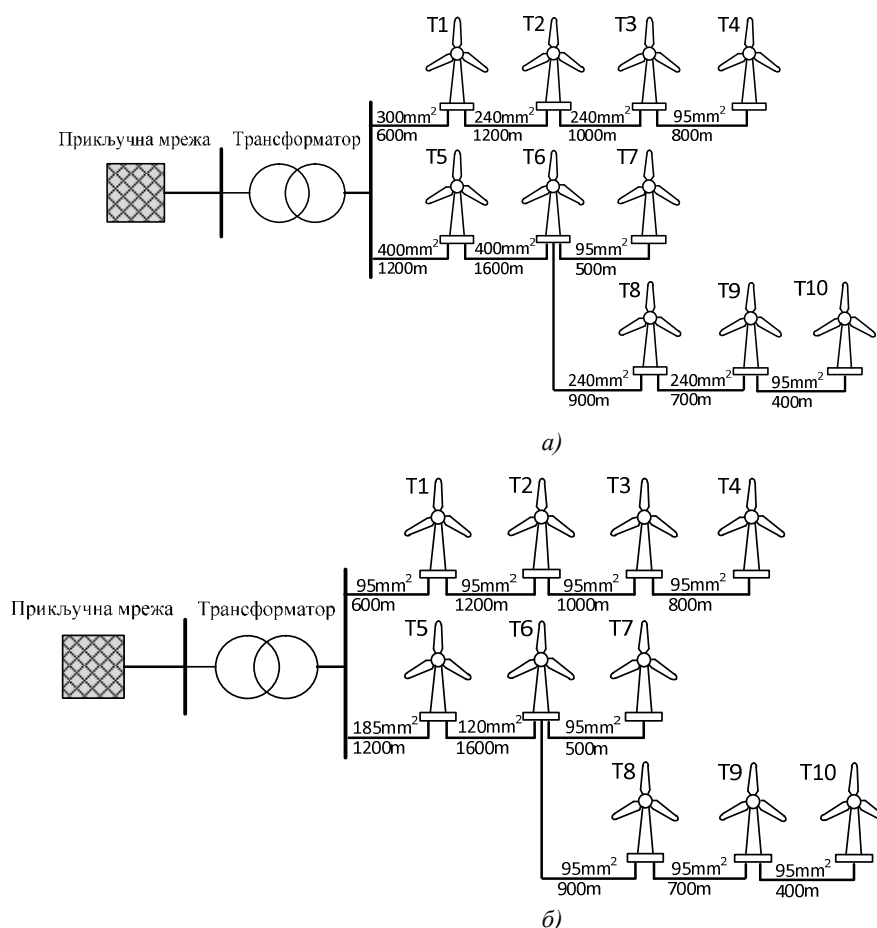 T1 T2 T3 T4
300mm² 240mm² 240mm² 95mm²
600m 1200m 1000m 800m
Прикључна мрежа Трансформатор
T5 T6 T7
400mm² 400mm² 95mm²
1200m 1600m 500m
T8 T9 T10
240mm² 240mm² 95mm²
900m 700m 400m
а)
T1 T2 T3 T4
95mm² 95mm² 95mm² 95mm²
600m 1200m 1000m 800m
Прикључна мрежа Трансформатор
T5 T6 T7
185mm² 120mm² 95mm²
1200m 1600m 500m
T8 T9 T10
95mm² 95mm² 95mm²
900m 700m 400m
б)